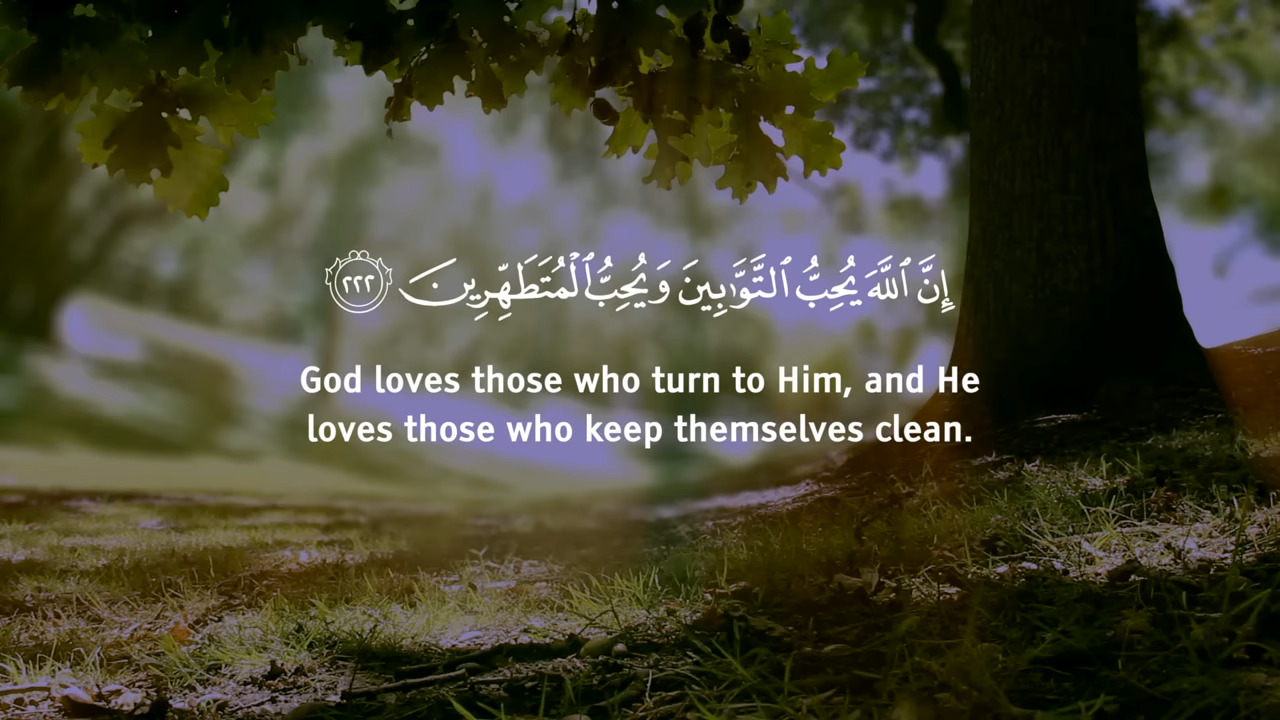 إِنَّ ٱللَّهَ يُحِبُّ ٱلتَّوَّٰبِينَ وَيُحِبُّ ٱلْمُتَطَهِّرِينَ ٢٢٢
God loves those who turn to Him, and He
loves those who keep themselves clean.